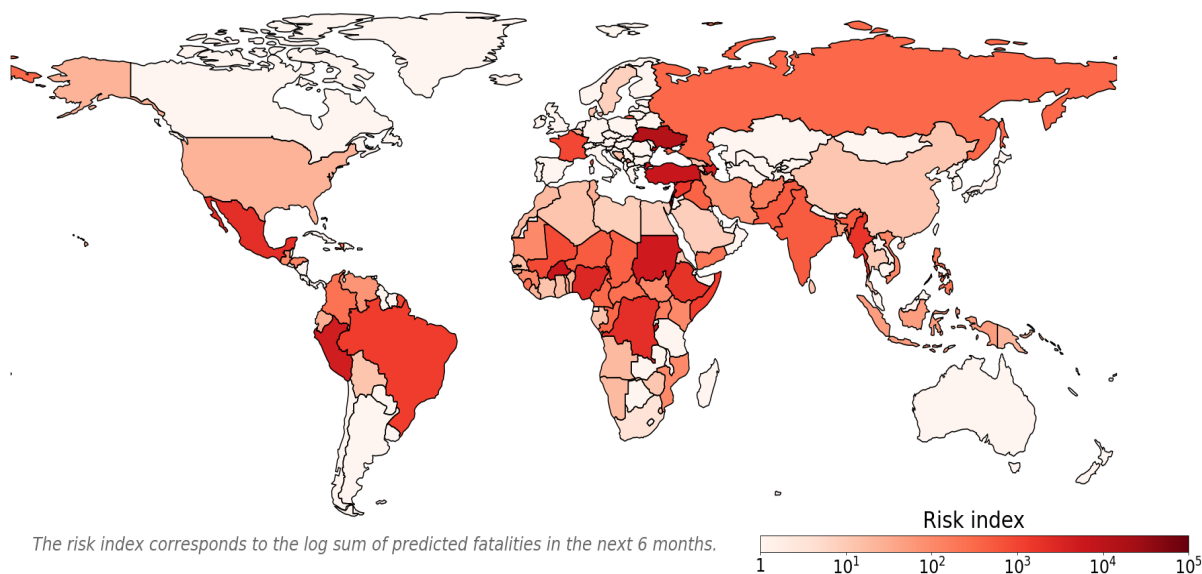 Risk index
The risk index corresponds to the log sum of predicted fatalities in the next 6 months.
1 10¹ 10² 10³ 10⁴ 10⁵